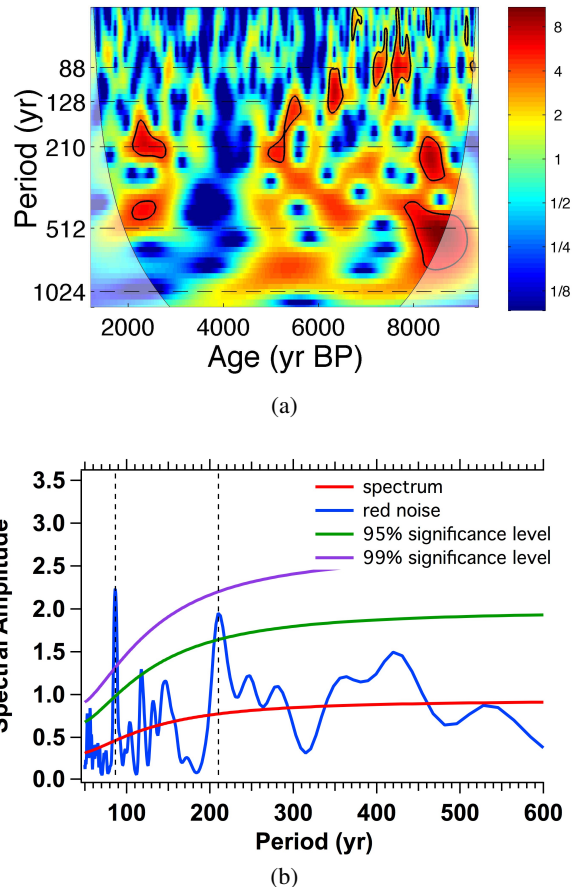 88
128
210
512
1024
Period (yr)
2000 4000 6000 8000
Age (yr BP)
8
4
2
1
1/2
1/4
1/8
(a)
3.5
3.0
2.5
2.0
1.5
1.0
0.5
0.0
Spectral Amplitude
spectrum
red noise
95% significance level
99% significance level
100 200 300 400 500 600
Period (yr)
(b)